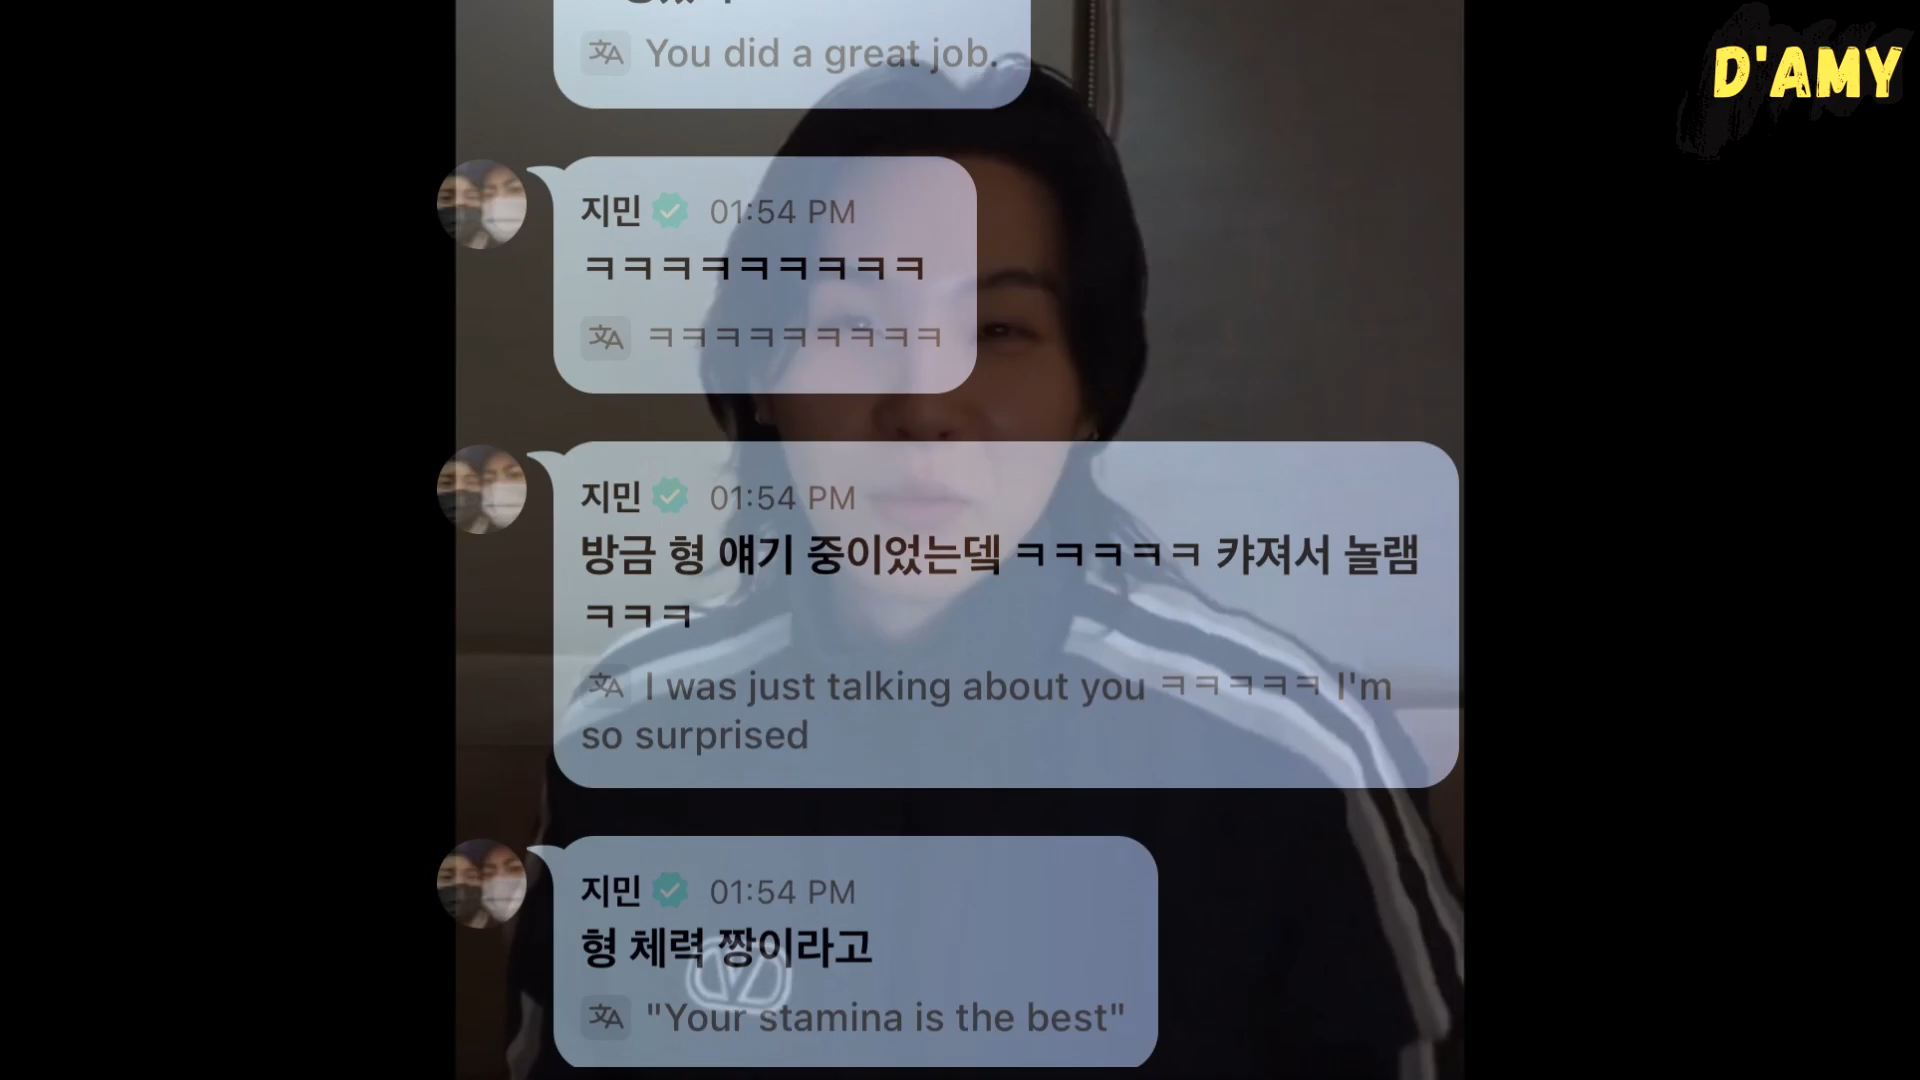 You did a great job.
D'AMY
지민 01:54 PM
ㅋㅋㅋㅋㅋㅋㅋㅋㅋ
ㅋㅋㅋㅋㅋㅋㅋㅋㅋ
지민 01:54 PM
방금 형 얘기 중이었는뎈 ㅋㅋㅋㅋㅋ 캬져서 놀램
ㅋㅋㅋ
I was just talking about you ㅋㅋㅋㅋㅋ I'm
so surprised
지민 01:54 PM
형 체력 짱이라고
"Your stamina is the best"